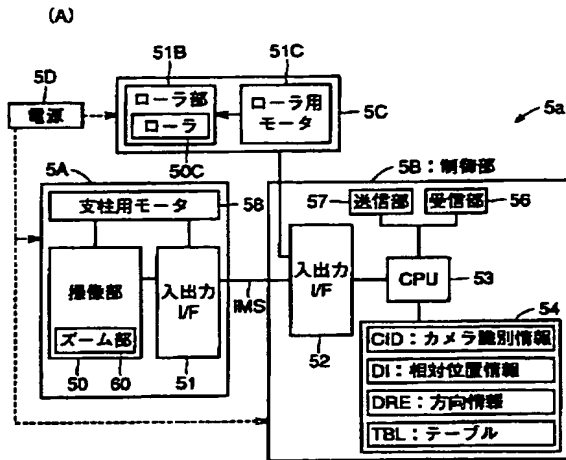 (A)
51B
51C
5D
電源
ローラ部
ローラ
ローラ用
モータ
5C
5a
50C
5A
5B:制御部
支柱用モータ
58
57
送信部
受信部
56
撮像部
入出力
I/F
IMS
入出力
I/F
CPU
53
54
ズーム部
50
60
51
52
CID:カメラ識別情報
DI:相対位置情報
DRE:方向情報
TBL:テーブル